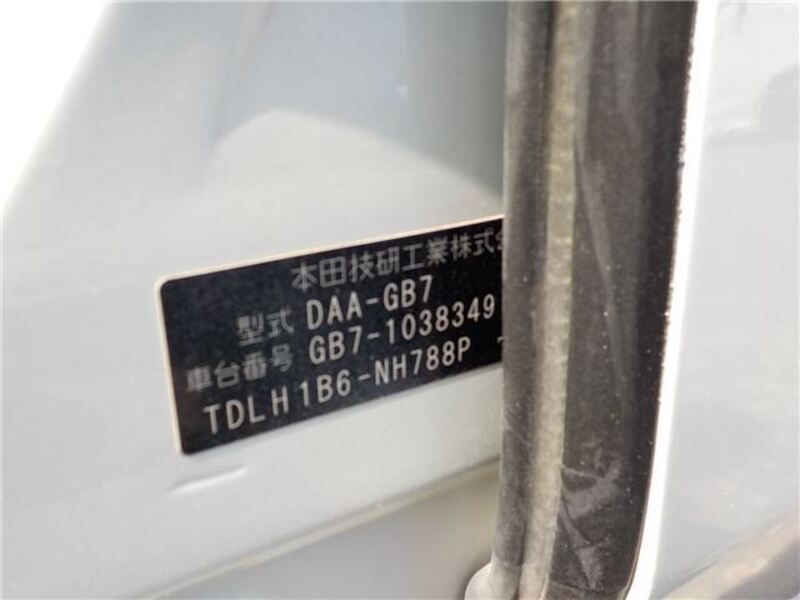 本田技研工業株式会
型式 DAA-GB7
車台番号 GB7-1038349
TDLH1B6-NH788P